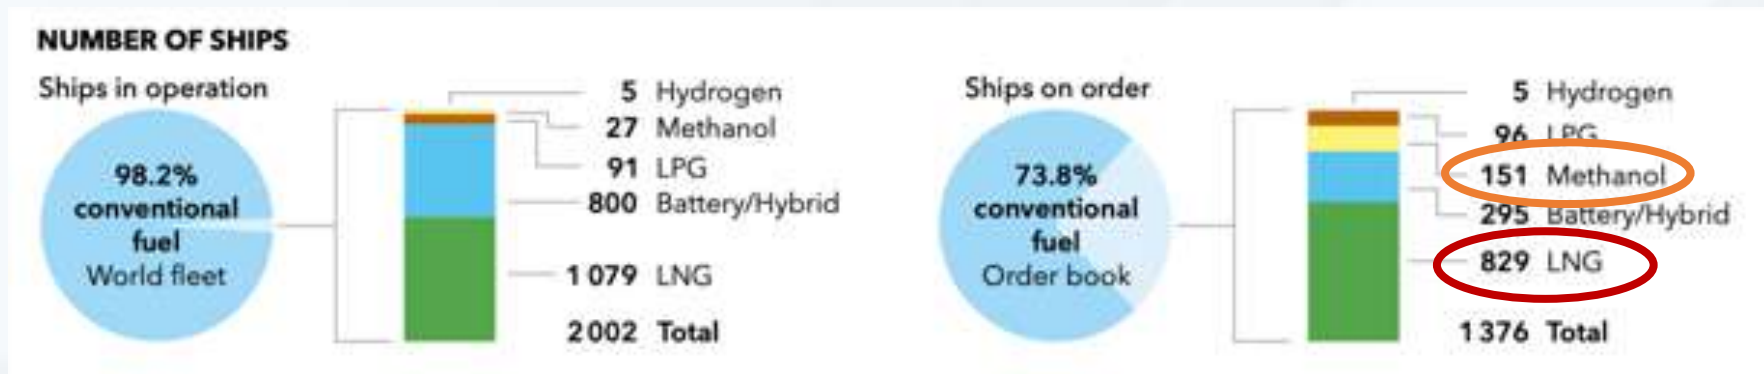 NUMBER OF SHIPS
Ships in operation
98.2%
conventional
fuel
World fleet
5 Hydrogen
27 Methanol
91 LPG
800 Battery/Hybrid
1 079 LNG
2 002 Total
Ships on order
73.8%
conventional
fuel
Order book
5 Hydrogen
96 LPG
151 Methanol
295 Battery/Hybrid
829 LNG
1 376 Total